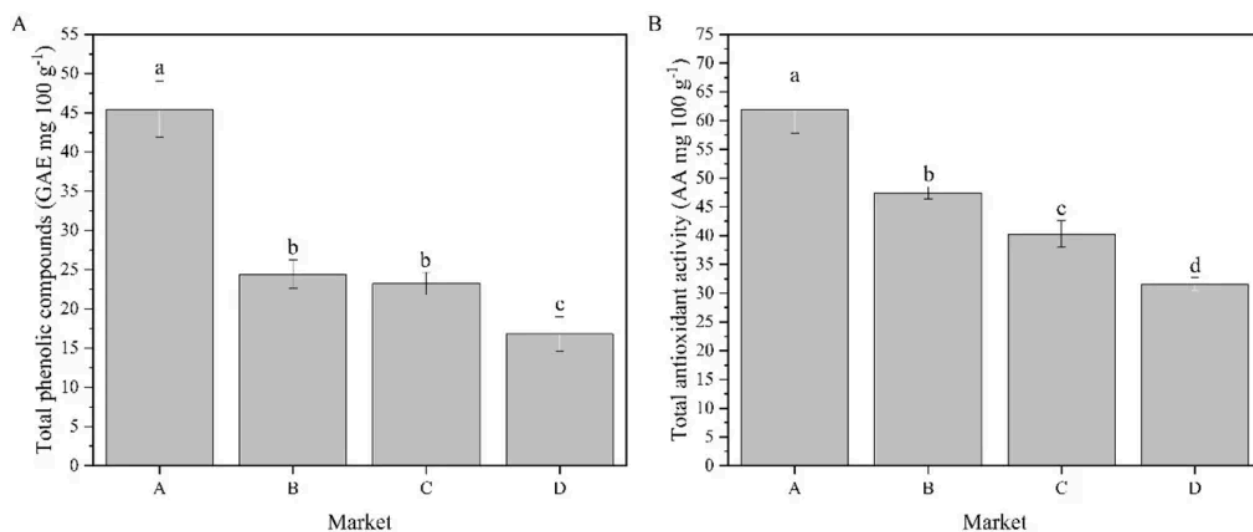 A
Total phenolic compounds (GAE mg 100 g⁻¹)
55
50
45
40
35
30
25
20
15
10
5
0
a
b
b
c
A B C D
Market
B
Total antioxidant activity (AA mg 100 g⁻¹)
75
70
65
60
55
50
45
40
35
30
25
20
15
10
5
0
a
b
c
d
A B C D
Market